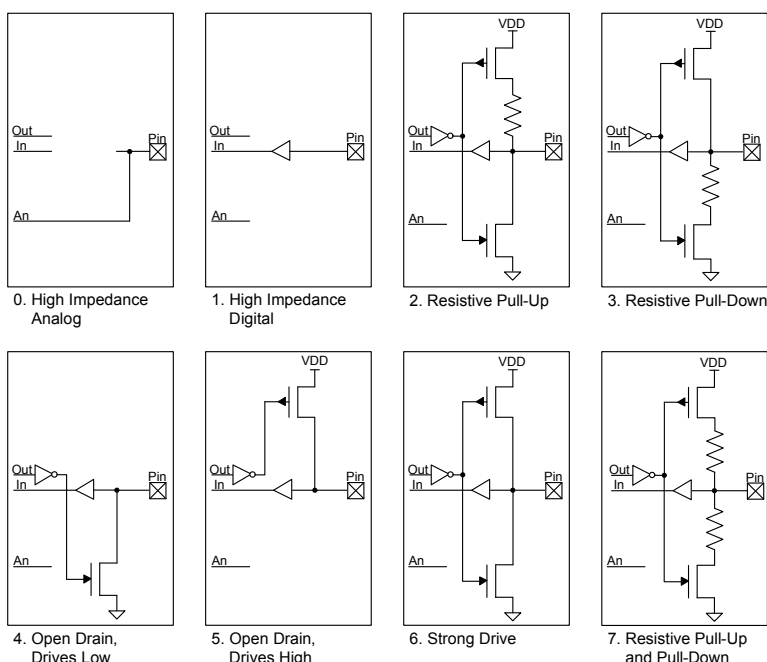 VDD
VDD
Out
In
An
Pin
Out
In
An
Pin
Out
In
An
Pin
Out
In
An
Pin
0. High Impedance
Analog
1. High Impedance
Digital
2. Resistive Pull-Up
3. Resistive Pull-Down
VDD
VDD
VDD
Out
In
An
Pin
Out
In
An
Pin
Out
In
An
Pin
Out
In
An
Pin
4. Open Drain,
Drives Low
5. Open Drain,
Drives High
6. Strong Drive
7. Resistive Pull-Up
and Pull-Down